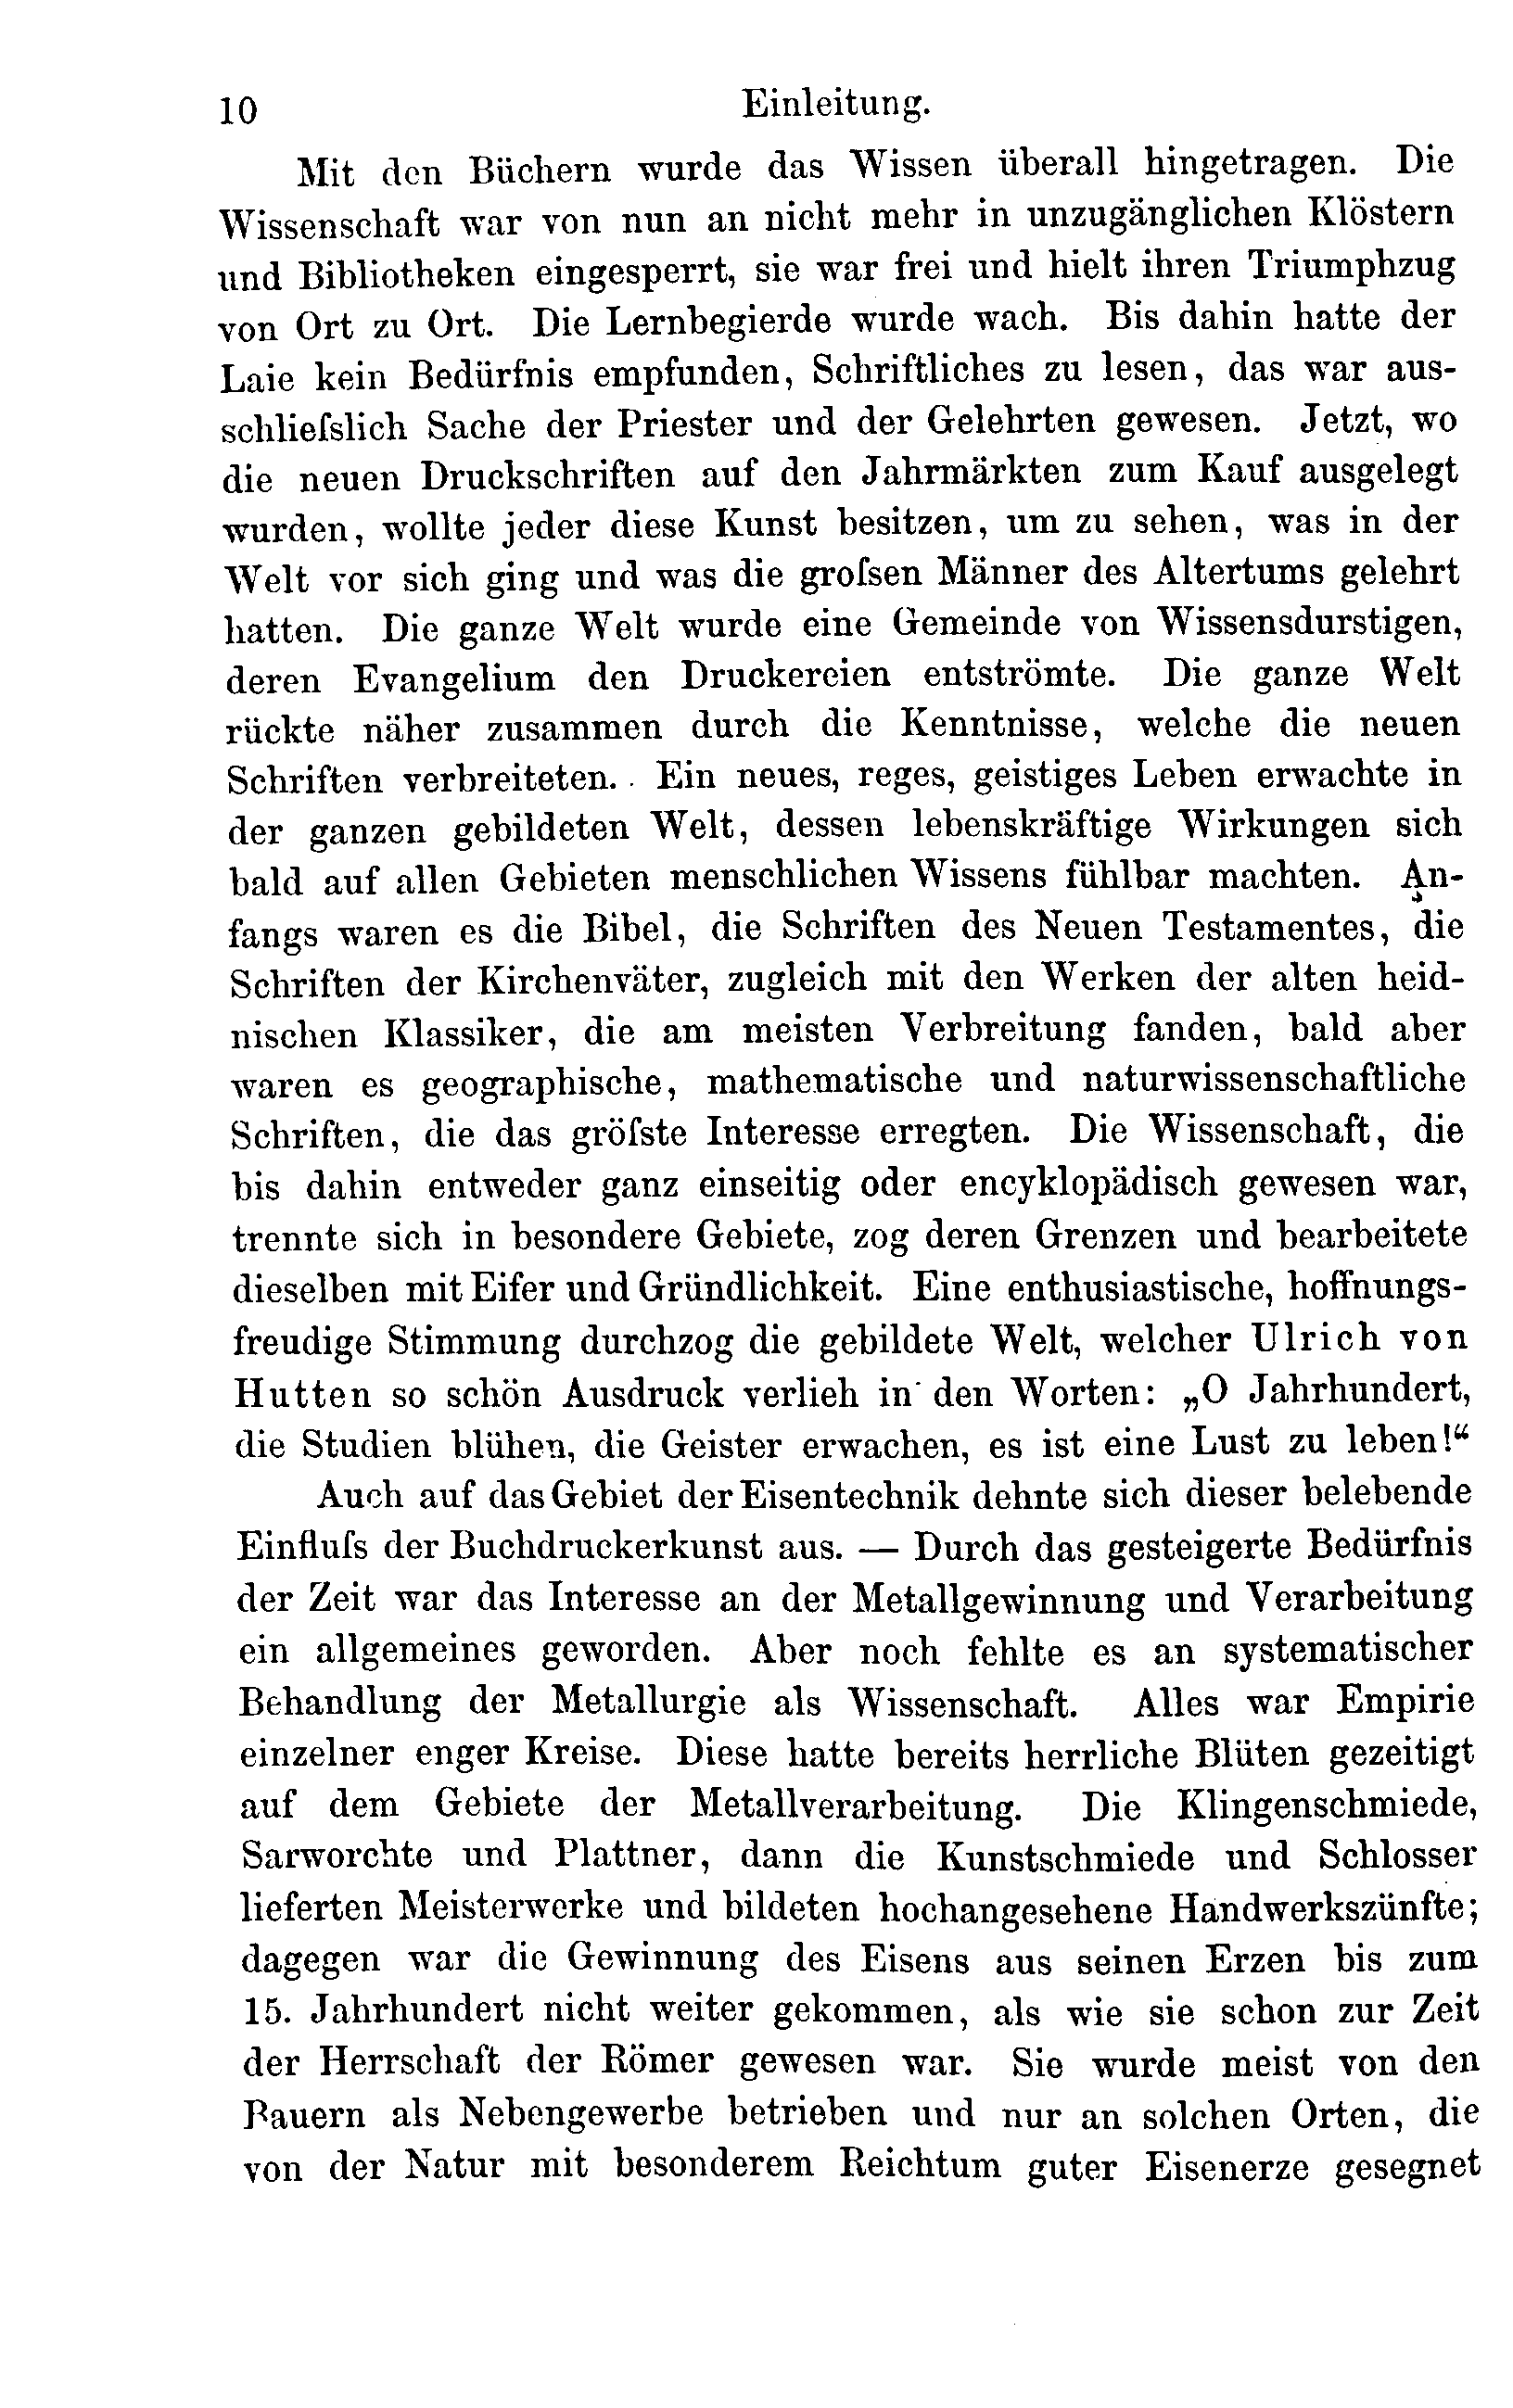 10 Einleitung.
Mit den Büchern wurde das Wissen überall hingetragen. Die
Wissenschaft war von nun an nicht mehr in unzugänglichen Klöstern
und Bibliotheken eingesperrt, sie war frei und hielt ihren Triumphzug
von Ort zu Ort. Die Lernbegierde wurde wach. Bis dahin hatte der
Laie kein Bedürfnis empfunden, Schriftliches zu lesen, das war aus-
schlieſslich Sache der Priester und der Gelehrten gewesen. Jetzt, wo
die neuen Druckschriften auf den Jahrmärkten zum Kauf ausgelegt
wurden, wollte jeder diese Kunst besitzen, um zu sehen, was in der
Welt vor sich ging und was die groſsen Männer des Altertums gelehrt
hatten. Die ganze Welt wurde eine Gemeinde von Wissensdurstigen,
deren Evangelium den Druckereien entströmte. Die ganze Welt
rückte näher zusammen durch die Kenntnisse, welche die neuen
Schriften verbreiteten. Ein neues, reges, geistiges Leben erwachte in
der ganzen gebildeten Welt, dessen lebenskräftige Wirkungen sich
bald auf allen Gebieten menschlichen Wissens fühlbar machten. An-
fangs waren es die Bibel, die Schriften des Neuen Testamentes, die
Schriften der Kirchenväter, zugleich mit den Werken der alten heid-
nischen Klassiker, die am meisten Verbreitung fanden, bald aber
waren es geographische, mathematische und naturwissenschaftliche
Schriften, die das gröſste Interesse erregten. Die Wissenschaft, die
bis dahin entweder ganz einseitig oder encyklopädisch gewesen war,
trennte sich in besondere Gebiete, zog deren Grenzen und bearbeitete
dieselben mit Eifer und Gründlichkeit. Eine enthusiastische, hoffnungs-
freudige Stimmung durchzog die gebildete Welt, welcher Ulrich von
Hutten so schön Ausdruck verlieh in den Worten: „O Jahrhundert,
die Studien blühen, die Geister erwachen, es ist eine Lust zu leben!“
Auch auf das Gebiet der Eisentechnik dehnte sich dieser belebende
Einfluſs der Buchdruckerkunst aus. — Durch das gesteigerte Bedürfnis
der Zeit war das Interesse an der Metallgewinnung und Verarbeitung
ein allgemeines geworden. Aber noch fehlte es an systematischer
Behandlung der Metallurgie als Wissenschaft. Alles war Empirie
einzelner enger Kreise. Diese hatte bereits herrliche Blüten gezeitigt
auf dem Gebiete der Metallverarbeitung. Die Klingenschmiede,
Sarworchte und Plattner, dann die Kunstschmiede und Schlosser
lieferten Meisterwerke und bildeten hochangesehene Handwerkszünfte;
dagegen war die Gewinnung des Eisens aus seinen Erzen bis zum
15. Jahrhundert nicht weiter gekommen, als wie sie schon zur Zeit
der Herrschaft der Römer gewesen war. Sie wurde meist von den
Bauern als Nebengewerbe betrieben und nur an solchen Orten, die
von der Natur mit besonderem Reichtum guter Eisenerze gesegnet